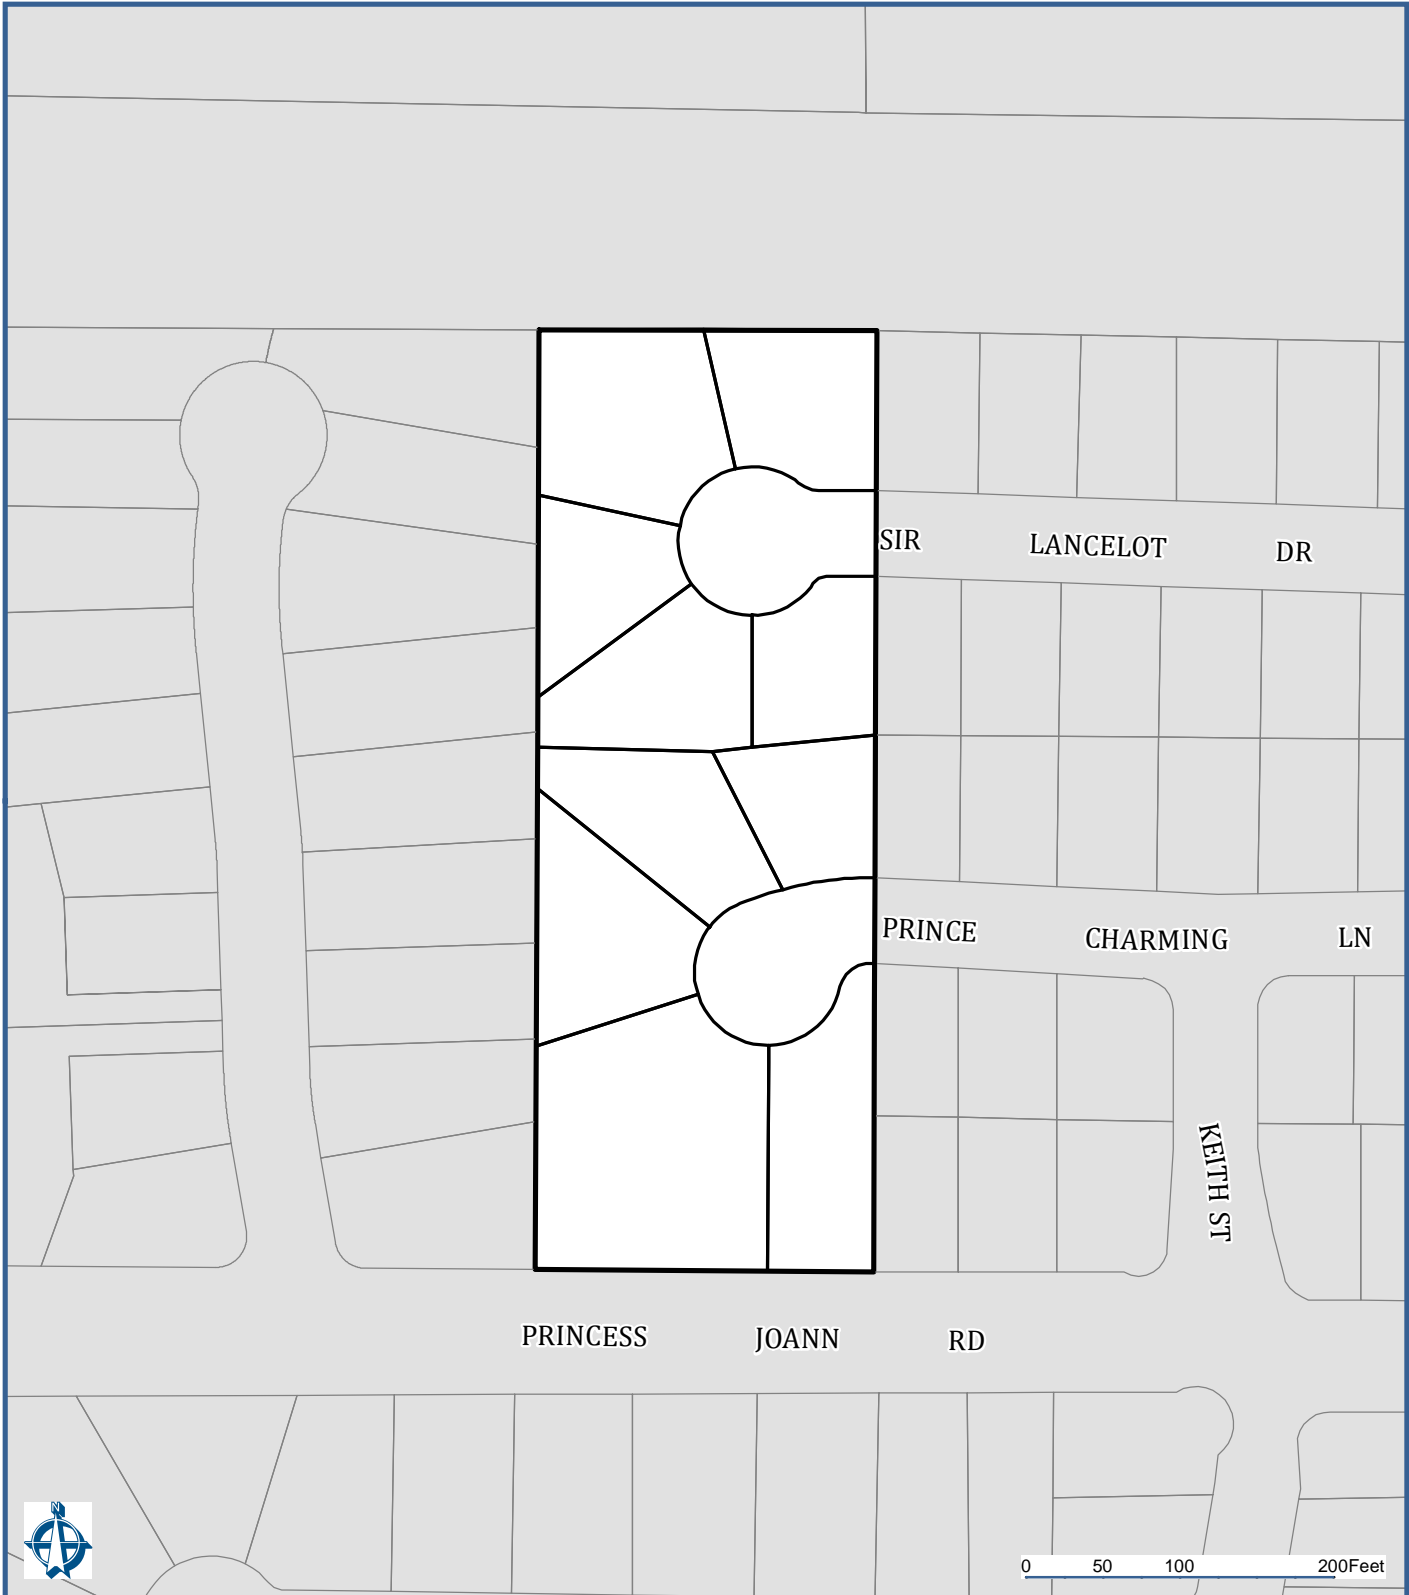 SIR LANCELOT DR
PRINCE CHARMING LN
KEITH ST
PRINCESS JOANN RD
N
0 50 100 200Feet